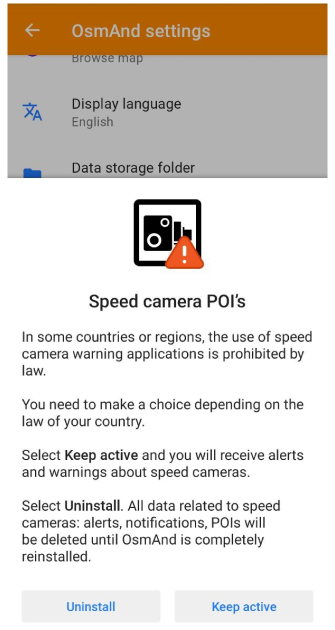 OsmAnd settings
Browse map
Display language
English
Data storage folder
Speed camera POI's
In some countries or regions, the use of speed
camera warning applications is prohibited by
law.
You need to make a choice depending on the
law of your country.
Select Keep active and you will receive alerts
and warnings about speed cameras.
Select Uninstall. All data related to speed
cameras: alerts, notifications, POIs will
be deleted until OsmAnd is completely
reinstalled.
Uninstall
Keep active